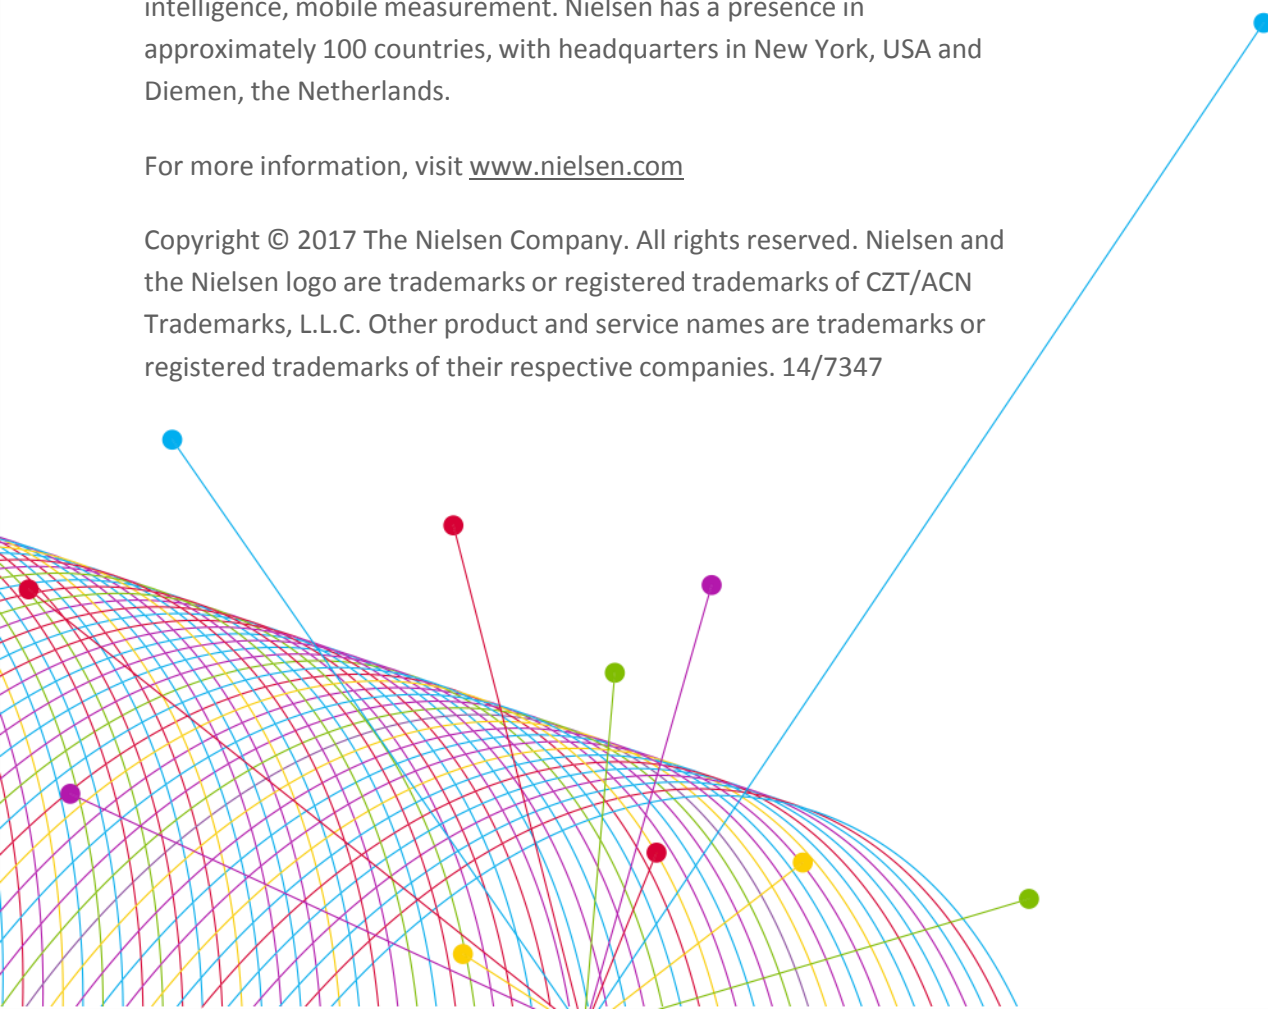 intelligence, mobile measurement. Nielsen has a presence in
approximately 100 countries, with headquarters in New York, USA and
Diemen, the Netherlands.
For more information, visit www.nielsen.com
Copyright © 2017 The Nielsen Company. All rights reserved. Nielsen and
the Nielsen logo are trademarks or registered trademarks of CZT/ACN
Trademarks, L.L.C. Other product and service names are trademarks or
registered trademarks of their respective companies. 14/7347